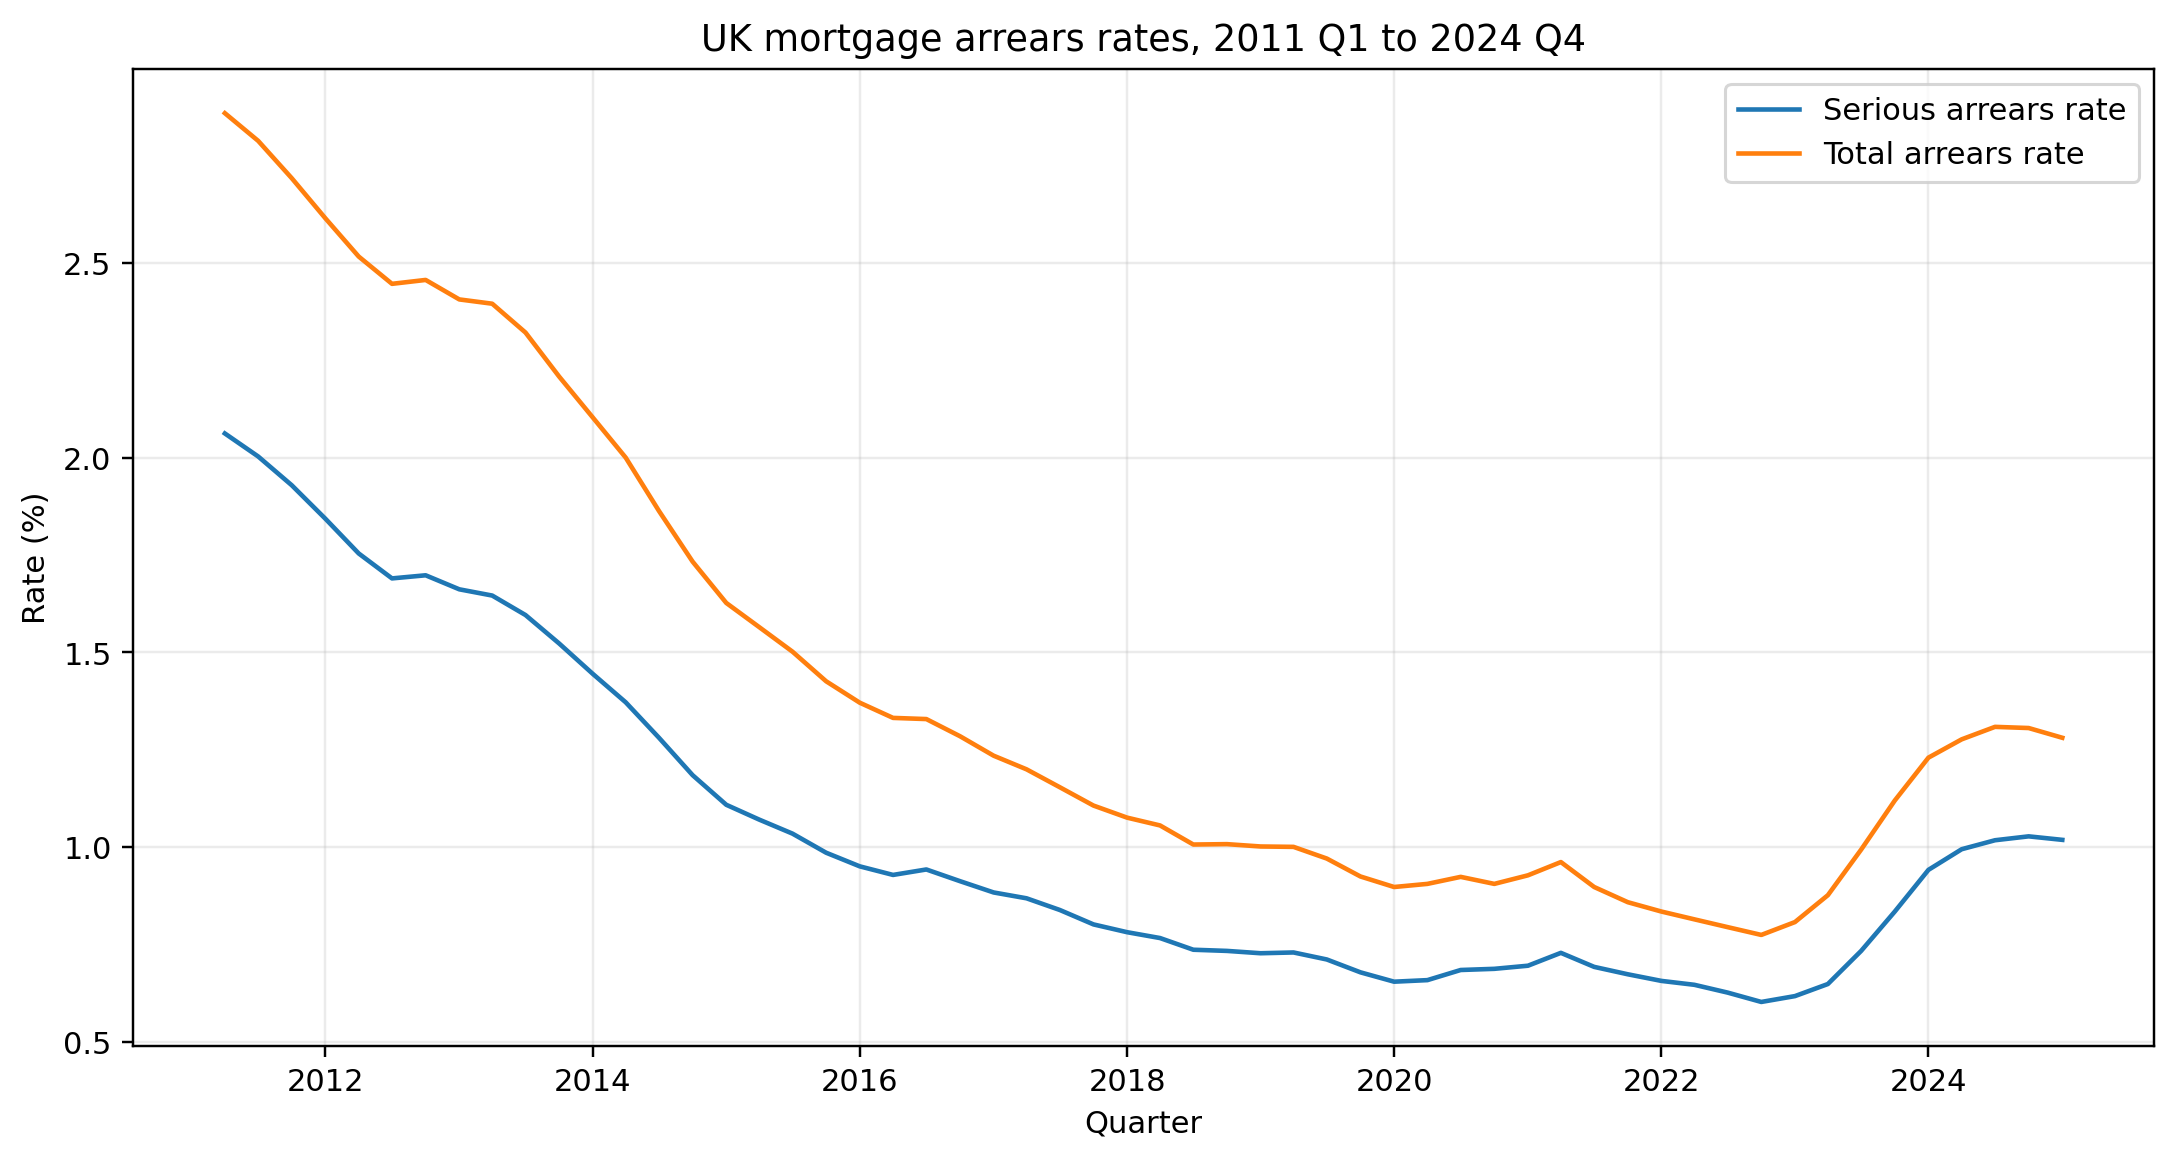 UK mortgage arrears rates, 2011 Q1 to 2024 Q4
Serious arrears rate
Total arrears rate
Rate (%)
2.5
2.0
1.5
1.0
0.5
2012 2014 2016 2018 2020 2022 2024
Quarter